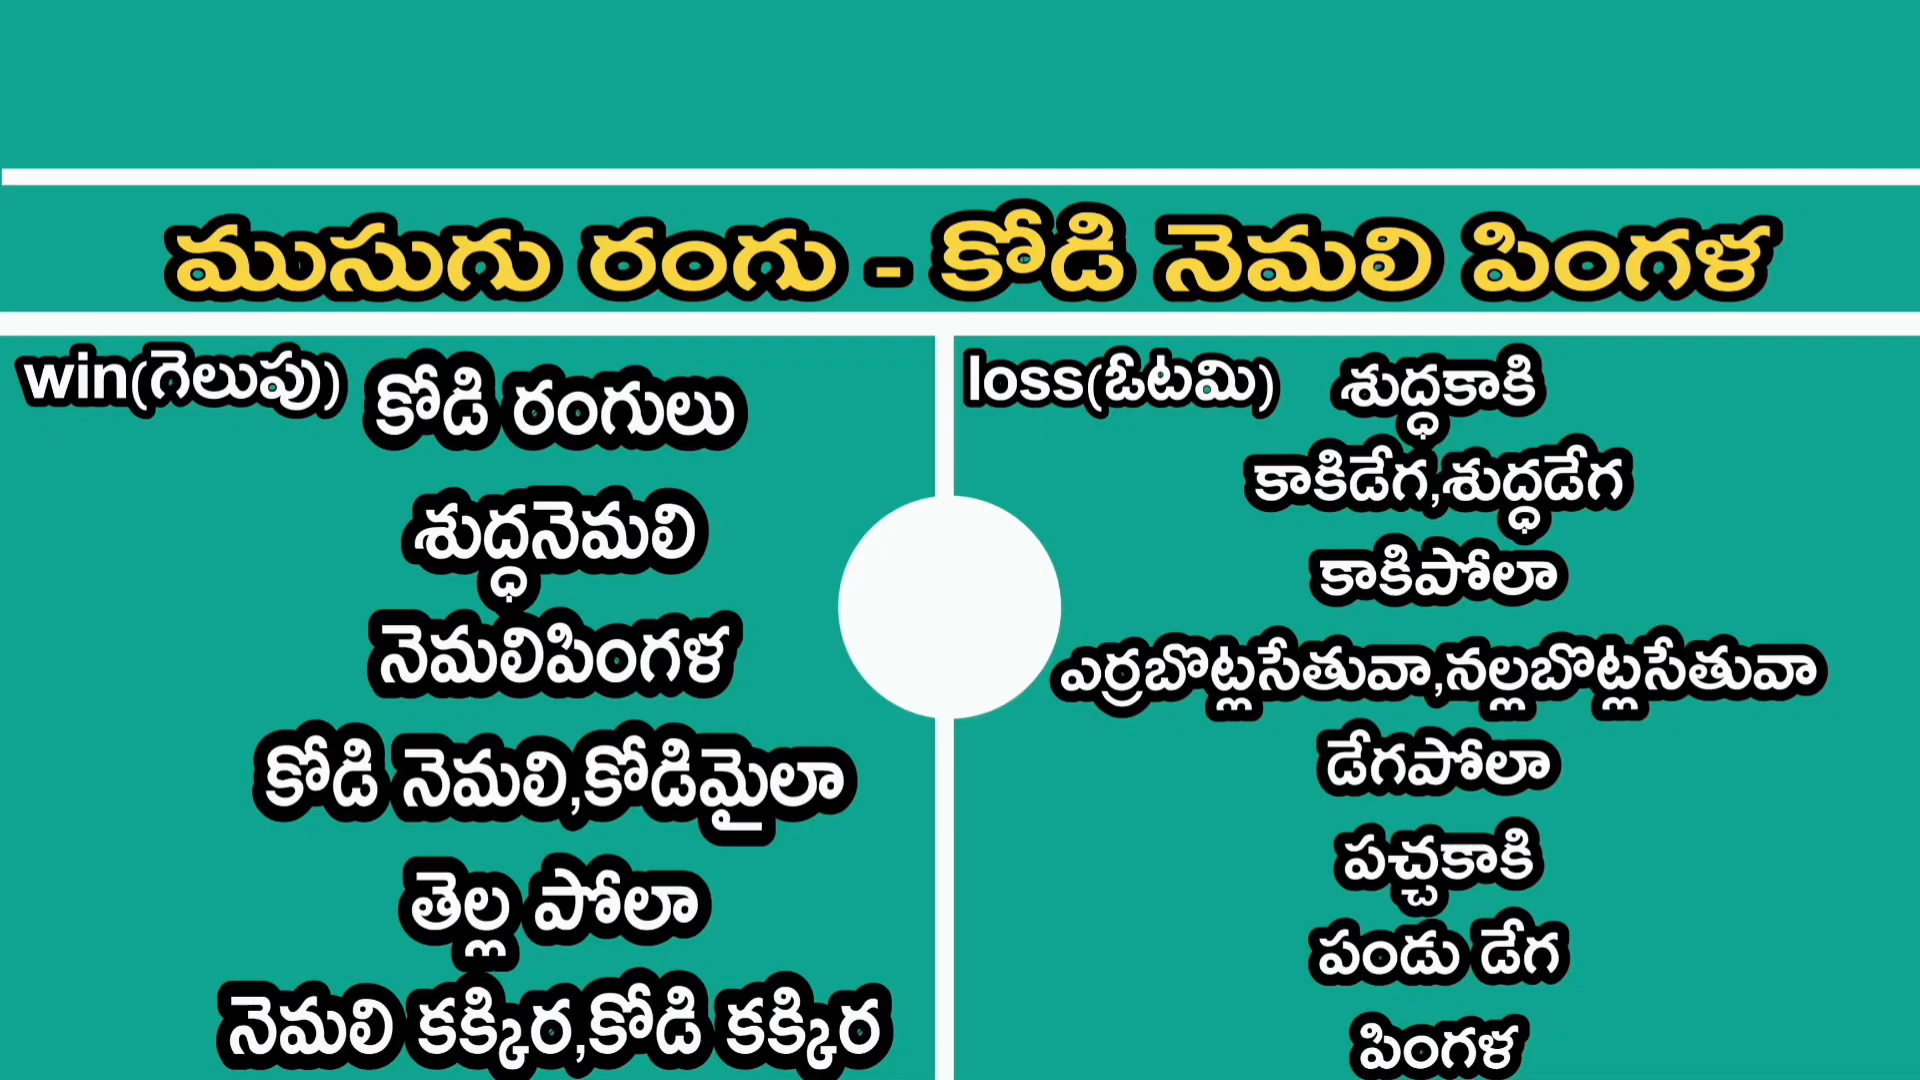 ముసుగు రంగు - కోడి నెమలి పింగళ
win(గెలుపు) కోడి రంగులు
శుద్ధనెమలి
నెమలిపింగళ
కోడి నెమలి,కోడిమైలా
తెల్ల పోలా
నెమలి కక్కిర,కోడి కక్కిర
loss(ఓటమి) శుద్ధకాకి
కాకిడేగ,శుద్ధడేగ
కాకిపోలా
ఎర్రబొట్లసేతువా,నల్లబొట్లసేతువా
డేగపోలా
పచ్చకాకి
పండు డేగ
పింగళ